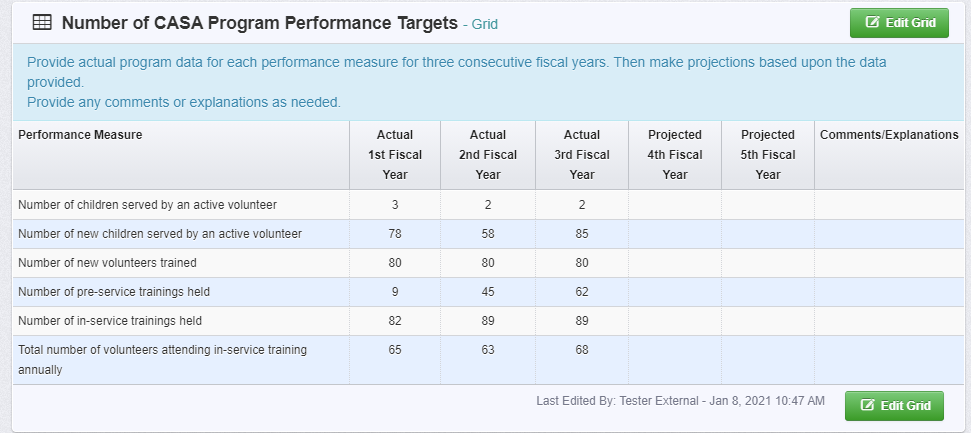 Number of CASA Program Performance Targets - Grid
Edit Grid
Provide actual program data for each performance measure for three consecutive fiscal years. Then make projections based upon the data
provided.
Provide any comments or explanations as needed.
Performance Measure Actual 1st Fiscal Year Actual 2nd Fiscal Year Actual 3rd Fiscal Year Projected 4th Fiscal Year Projected 5th Fiscal Year Comments/Explanations
Number of children served by an active volunteer 3 2 2
Number of new children served by an active volunteer 78 58 85
Number of new volunteers trained 80 80 80
Number of pre-service trainings held 9 45 62
Number of in-service trainings held 82 89 89
Total number of volunteers attending in-service training 65 63 68
annually
Last Edited By: Tester External - Jan 8, 2021 10:47 AM
Edit Grid